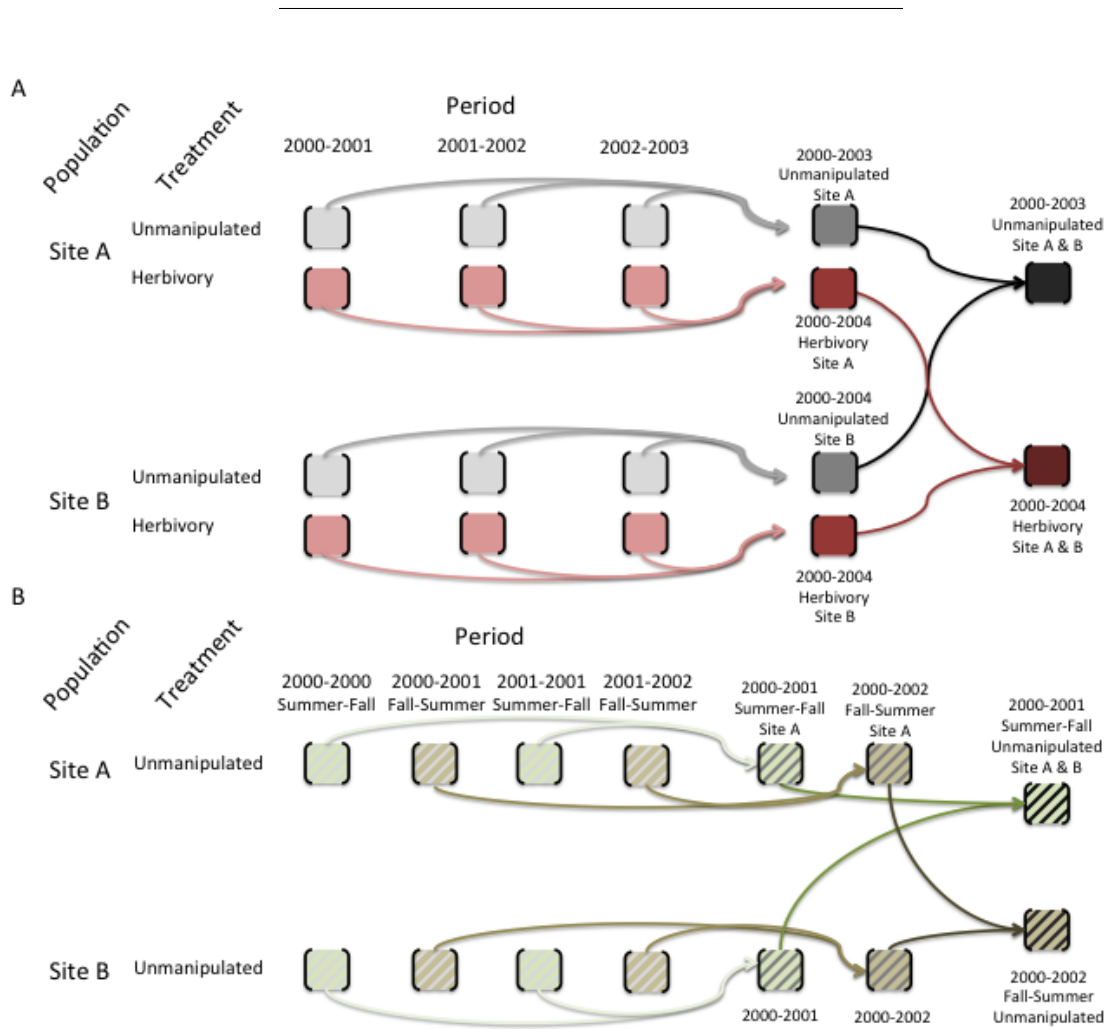 A
Population
Treatment
Period
2000-2001
2001-2002
2002-2003
2000-2003
Unmanipulated
Site A
2000-2003
Unmanipulated
Site A & B
Site A
Unmanipulated
Herbivory
2000-2004
Herbivory
Site A
2000-2004
Unmanipulated
Site B
Site B
Unmanipulated
Herbivory
2000-2004
Herbivory
Site A & B
2000-2004
Herbivory
Site B
B
Population
Treatment
Period
2000-2000
Summer-Fall
2000-2001
Fall-Summer
2001-2001
Summer-Fall
2001-2002
Fall-Summer
2000-2001
Summer-Fall
Site A
2000-2002
Fall-Summer
Site A
2000-2001
Summer-Fall
Unmanipulated
Site A & B
Site A
Unmanipulated
Site B
Unmanipulated
2000-2001
2000-2002
2000-2002
Fall-Summer
Unmanipulated